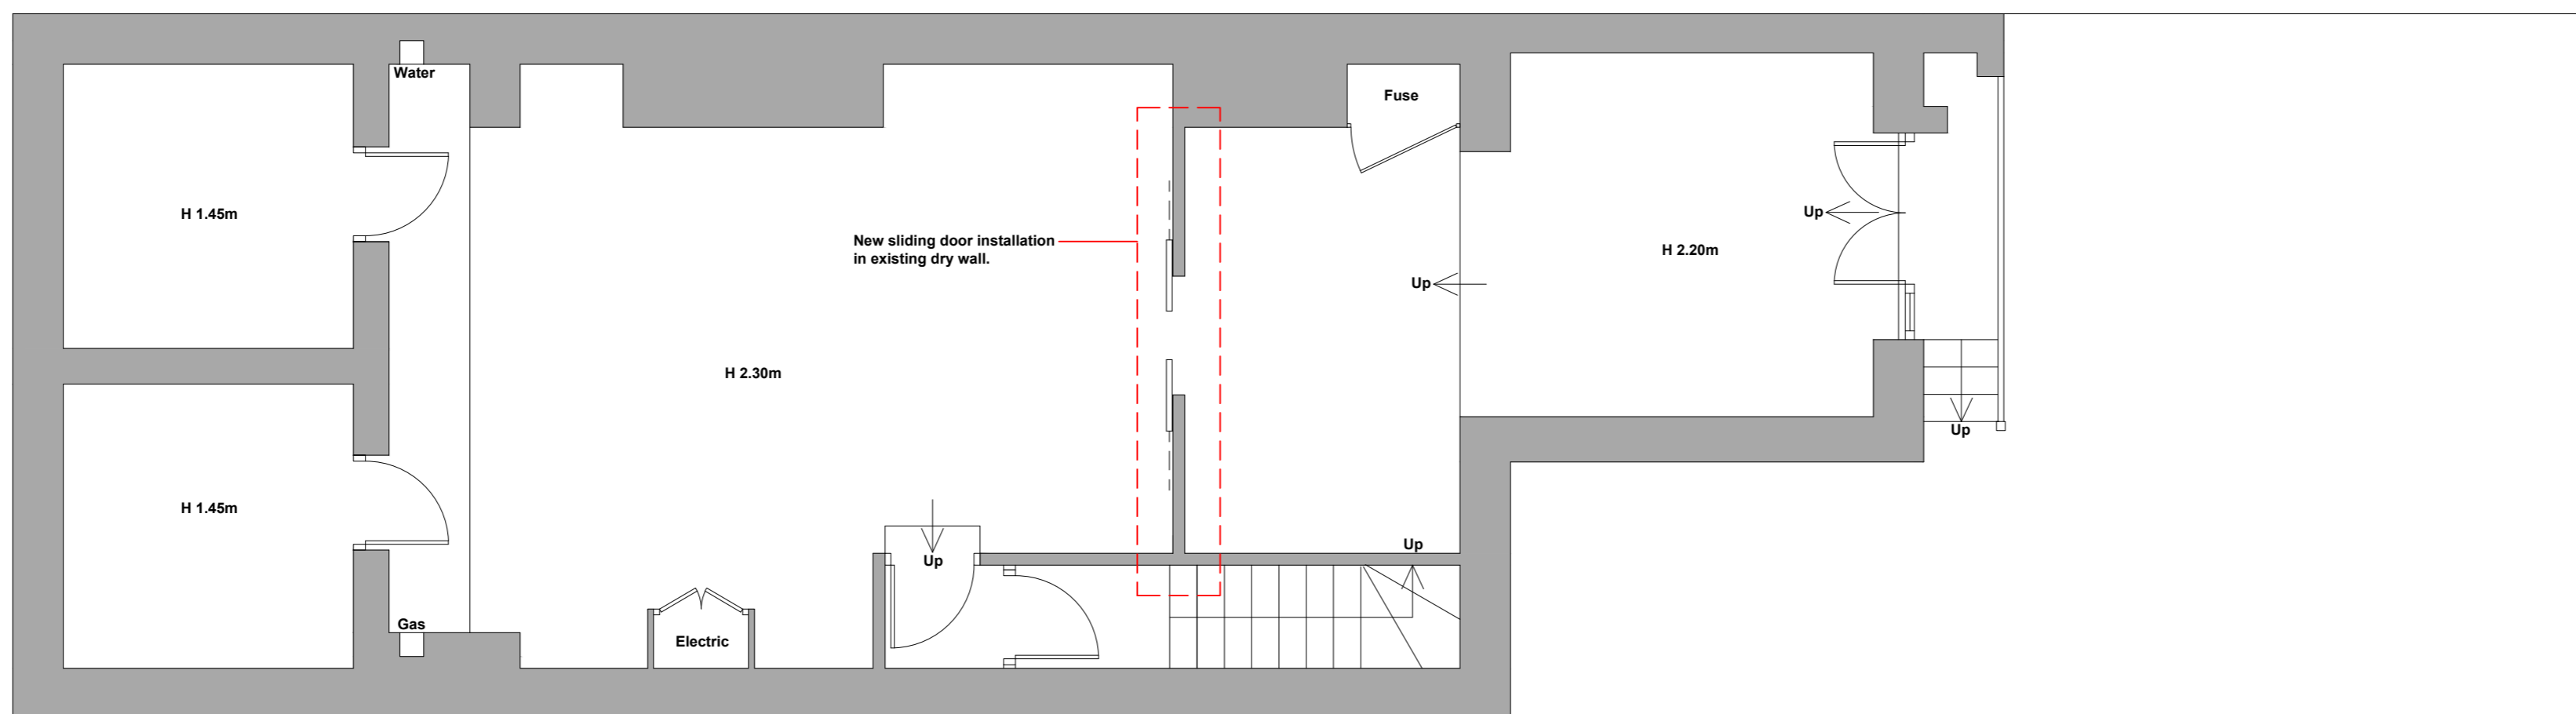 Water
Fuse
H 1.45m
Up
New sliding door installation
in existing dry wall.
H 2.20m
Up
H 2.30m
Up
H 1.45m
Up
Up
Gas
Electric